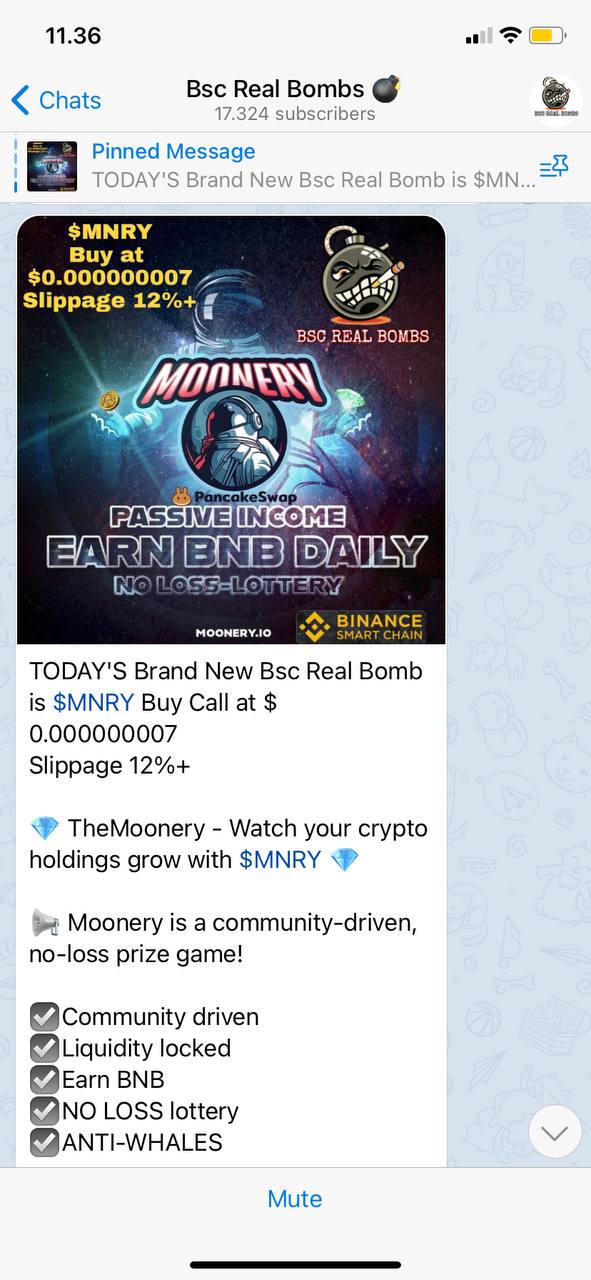 11.36
Chats
Bsc Real Bombs 💣
17.324 subscribers
BSC REAL BOMBS
Pinned Message
TODAY'S Brand New Bsc Real Bomb is $MN...
$MNRY
Buy at
$0.000000007
Slippage 12%+
BSC REAL BOMBS
MOONERY
PancakeSwap
PASSIVE INCOME
EARN BNB DAILY
NO LOSS-LOTTERY
MOONERY.IO
BINANCE
SMART CHAIN
TODAY'S Brand New Bsc Real Bomb
is $MNRY Buy Call at $
0.000000007
Slippage 12%+
💎 TheMoonery - Watch your crypto
holdings grow with $MNRY 💎
📢 Moonery is a community-driven,
no-loss prize game!
☑Community driven
☑Liquidity locked
☑Earn BNB
☑NO LOSS lottery
☑ANTI-WHALES
Mute